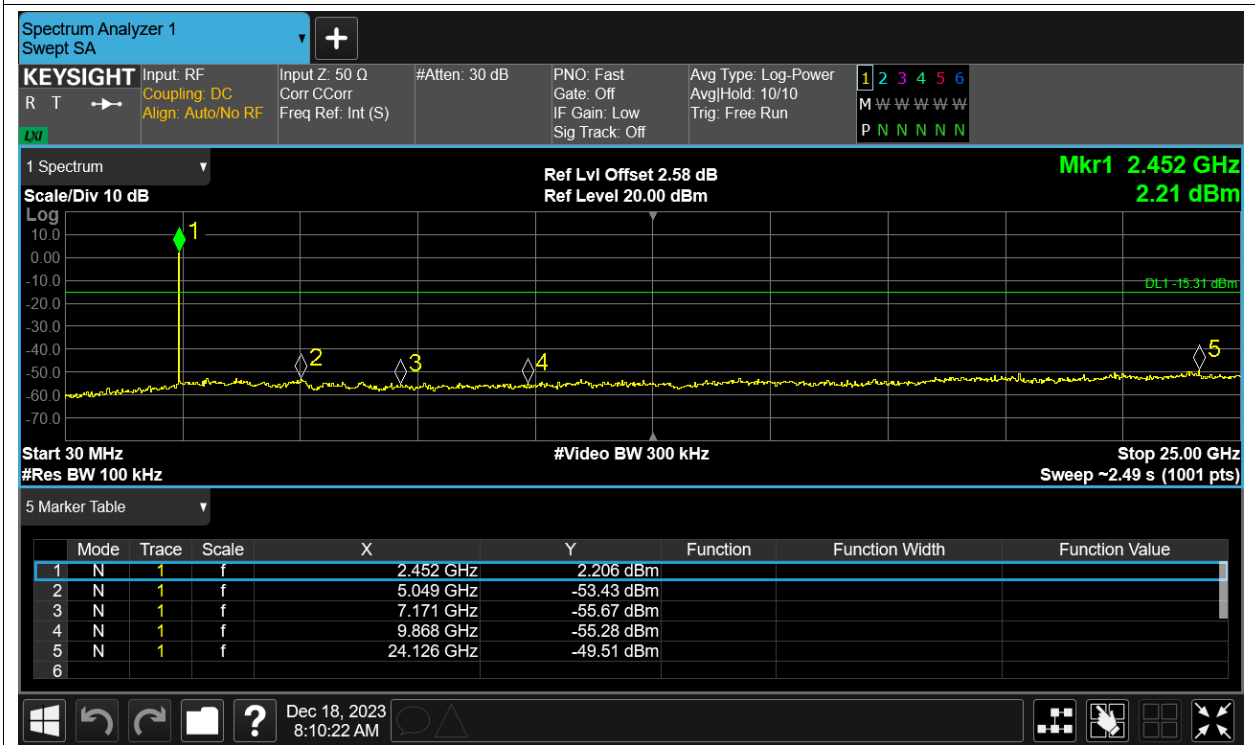 Spectrum Analyzer 1
Swept SA
KEYSIGHT
R T
LXI
Input: RF
Coupling: DC
Align: Auto/No RF
Input Z: 50 Ω
Corr CCorr
Freq Ref: Int (S)
#Atten: 30 dB
PNO: Fast
Gate: Off
IF Gain: Low
Sig Track: Off
Avg Type: Log-Power
Avg|Hold: 10/10
Trig: Free Run
1 2 3 4 5 6
M W W W W W
P N N N N N
1 Spectrum
Scale/Div 10 dB
Ref Lvl Offset 2.58 dB
Ref Level 20.00 dBm
Mkr1 2.452 GHz
2.21 dBm
Log
10.0
0.00
-10.0
-20.0
-30.0
-40.0
-50.0
-60.0
-70.0
1
2
3
4
5
DL1 -15.31 dBm
Start 30 MHz
#Res BW 100 kHz
#Video BW 300 kHz
Stop 25.00 GHz
Sweep ~2.49 s (1001 pts)
5 Marker Table
Mode Trace Scale X Y Function Function Width Function Value
1 N 1 f 2.452 GHz 2.206 dBm
2 N 1 f 5.049 GHz -53.43 dBm
3 N 1 f 7.171 GHz -55.67 dBm
4 N 1 f 9.868 GHz -55.28 dBm
5 N 1 f 24.126 GHz -49.51 dBm
6
?
Dec 18, 2023
8:10:22 AM